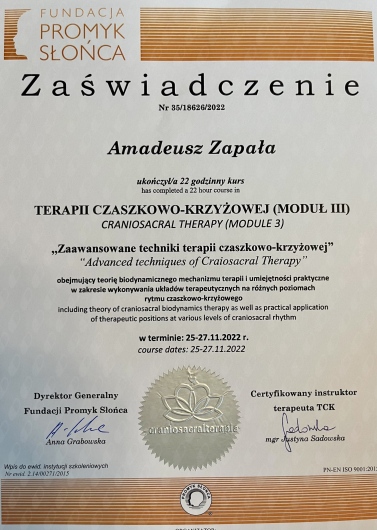 FUNDACJA
PROMYK
SŁOŃCA
Zaświadczenie
Nr 35/18626/2022
Amadeusz Zapała
ukończył/a 22 godzinny kurs
has completed a 22 hour course in
TERAPII CZASZKOWO-KRZYŻOWEJ (MODUŁ III)
CRANIOSACRAL THERAPY (MODULE 3)
„Zaawansowane techniki terapii czaszkowo-krzyżowej”
“Advanced techniques of Craiosacral Therapy”
obejmujący teorię biodynamicznego mechanizmu terapii i umiejętności praktyczne
w zakresie wykonywania układów terapeutycznych na różnych poziomach
rytmu czaszkowo-krzyżowego
including theory of craniosacral biodynamics therapy as well as practical application
of therapeutic positions at various levels of craniosacral rhythm
w terminie: 25-27.11.2022 r.
course dates: 25-27.11.2022
Dyrektor Generalny
Fundacji Promyk Słońca
Anna Grabowska
Certyfikowany instruktor
terapeuta TCK
mgr Justyna Sadowska
craniosacraltherapia
Wpis do ewid. instytucji szkoleniowych
Nr ewid. 2.14/00271/2015
PN-EN ISO 9001:
PROMYK SŁOŃCA
ORGANIZATOR